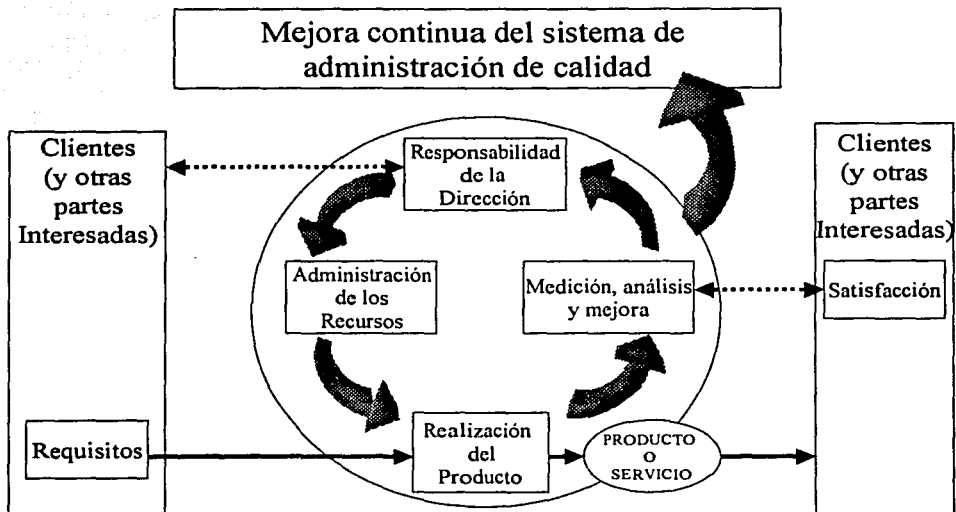 Mejora continua del sistema de
administración de calidad
Clientes
(y otras
partes
Interesadas)
Responsabilidad
de la
Dirección
Clientes
(y otras
partes
Interesadas)
Administración
de los
Recursos
Medición, análisis
y mejora
Satisfacción
Requisitos
Realización
del
Producto
PRODUCTO
O
SERVICIO